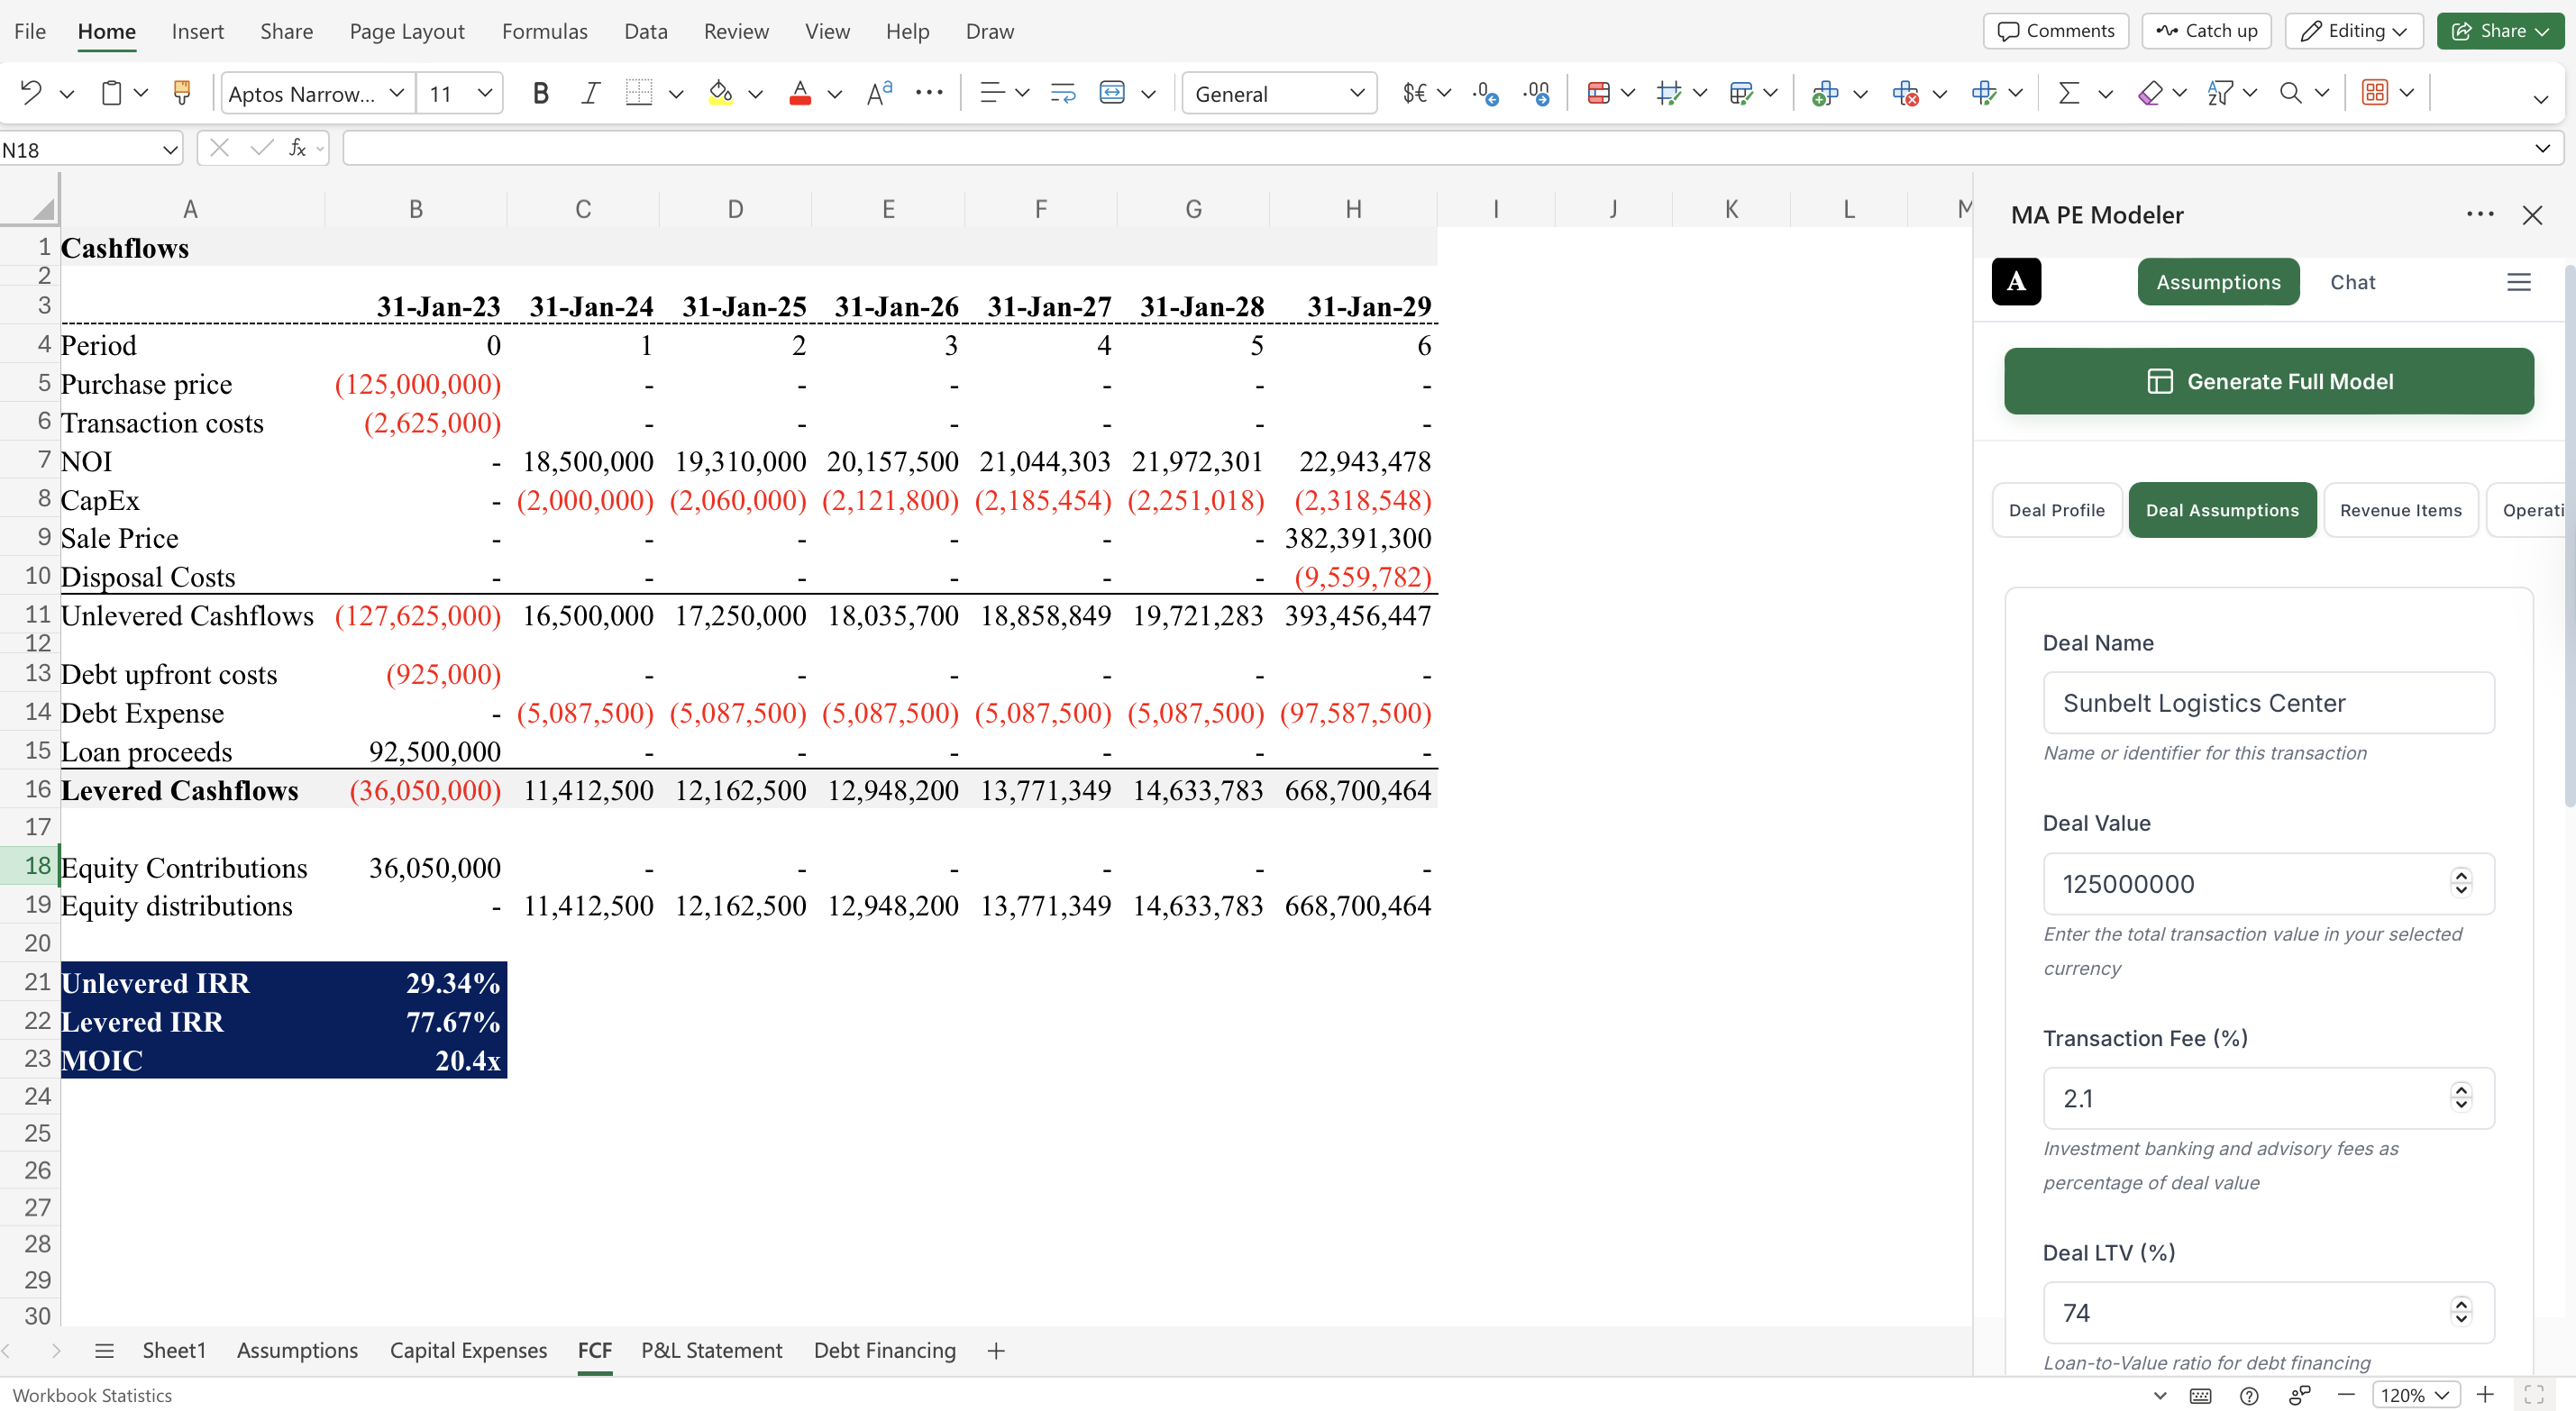 File Home Insert Share Page Layout Formulas Data Review View Help Draw Comments Catch up Editing Share
Aptos Narrow... 11 B I A A General $€
N18 fx
A B C D E F G H I J K L M
1 Cashflows
2
3 31-Jan-23 31-Jan-24 31-Jan-25 31-Jan-26 31-Jan-27 31-Jan-28 31-Jan-29
4 Period 0 1 2 3 4 5 6
5 Purchase price (125,000,000) - - - - - -
6 Transaction costs (2,625,000) - - - - - -
7 NOI - 18,500,000 19,310,000 20,157,500 21,044,303 21,972,301 22,943,478
8 CapEx - (2,000,000) (2,060,000) (2,121,800) (2,185,454) (2,251,018) (2,318,548)
9 Sale Price - - - - - - 382,391,300
10 Disposal Costs - - - - - - (9,559,782)
11 Unlevered Cashflows (127,625,000) 16,500,000 17,250,000 18,035,700 18,858,849 19,721,283 393,456,447
12
13 Debt upfront costs (925,000) - - - - - -
14 Debt Expense - (5,087,500) (5,087,500) (5,087,500) (5,087,500) (5,087,500) (97,587,500)
15 Loan proceeds 92,500,000 - - - - - -
16 Levered Cashflows (36,050,000) 11,412,500 12,162,500 12,948,200 13,771,349 14,633,783 668,700,464
17
18 Equity Contributions 36,050,000 - - - - - -
19 Equity distributions - 11,412,500 12,162,500 12,948,200 13,771,349 14,633,783 668,700,464
20
21 Unlevered IRR 29.34%
22 Levered IRR 77.67%
23 MOIC 20.4x
24
25
26
27
28
29
30
MA PE Modeler
A Assumptions Chat
Generate Full Model
Deal Profile Deal Assumptions Revenue Items Operati
Deal Name
Sunbelt Logistics Center
Name or identifier for this transaction
Deal Value
125000000
Enter the total transaction value in your selected
currency
Transaction Fee (%)
2.1
Investment banking and advisory fees as
percentage of deal value
Deal LTV (%)
74
Loan-to-Value ratio for debt financing
Sheet1 Assumptions Capital Expenses FCF P&L Statement Debt Financing
Workbook Statistics 120%